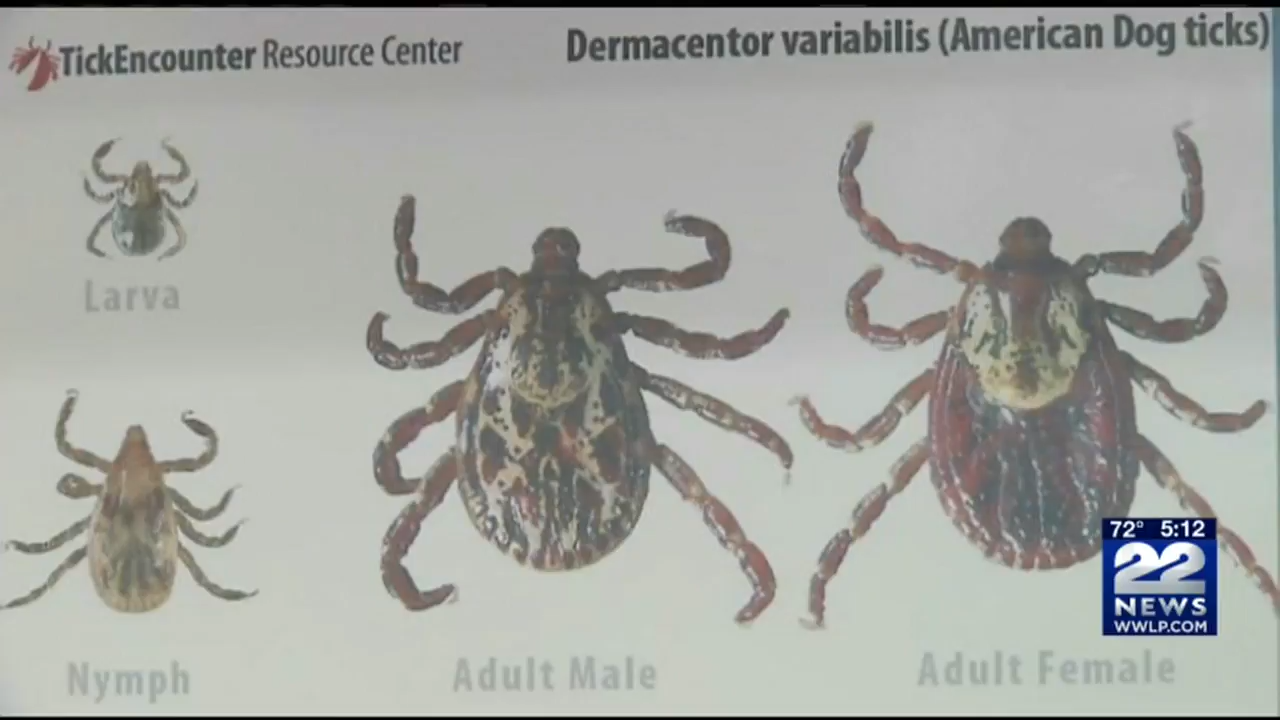 TickEncounter Resource Center
Dermacentor variabilis (American Dog ticks)
Larva
Nymph
Adult Male
Adult Female
72° 5:12
22
NEWS
WWLP.COM